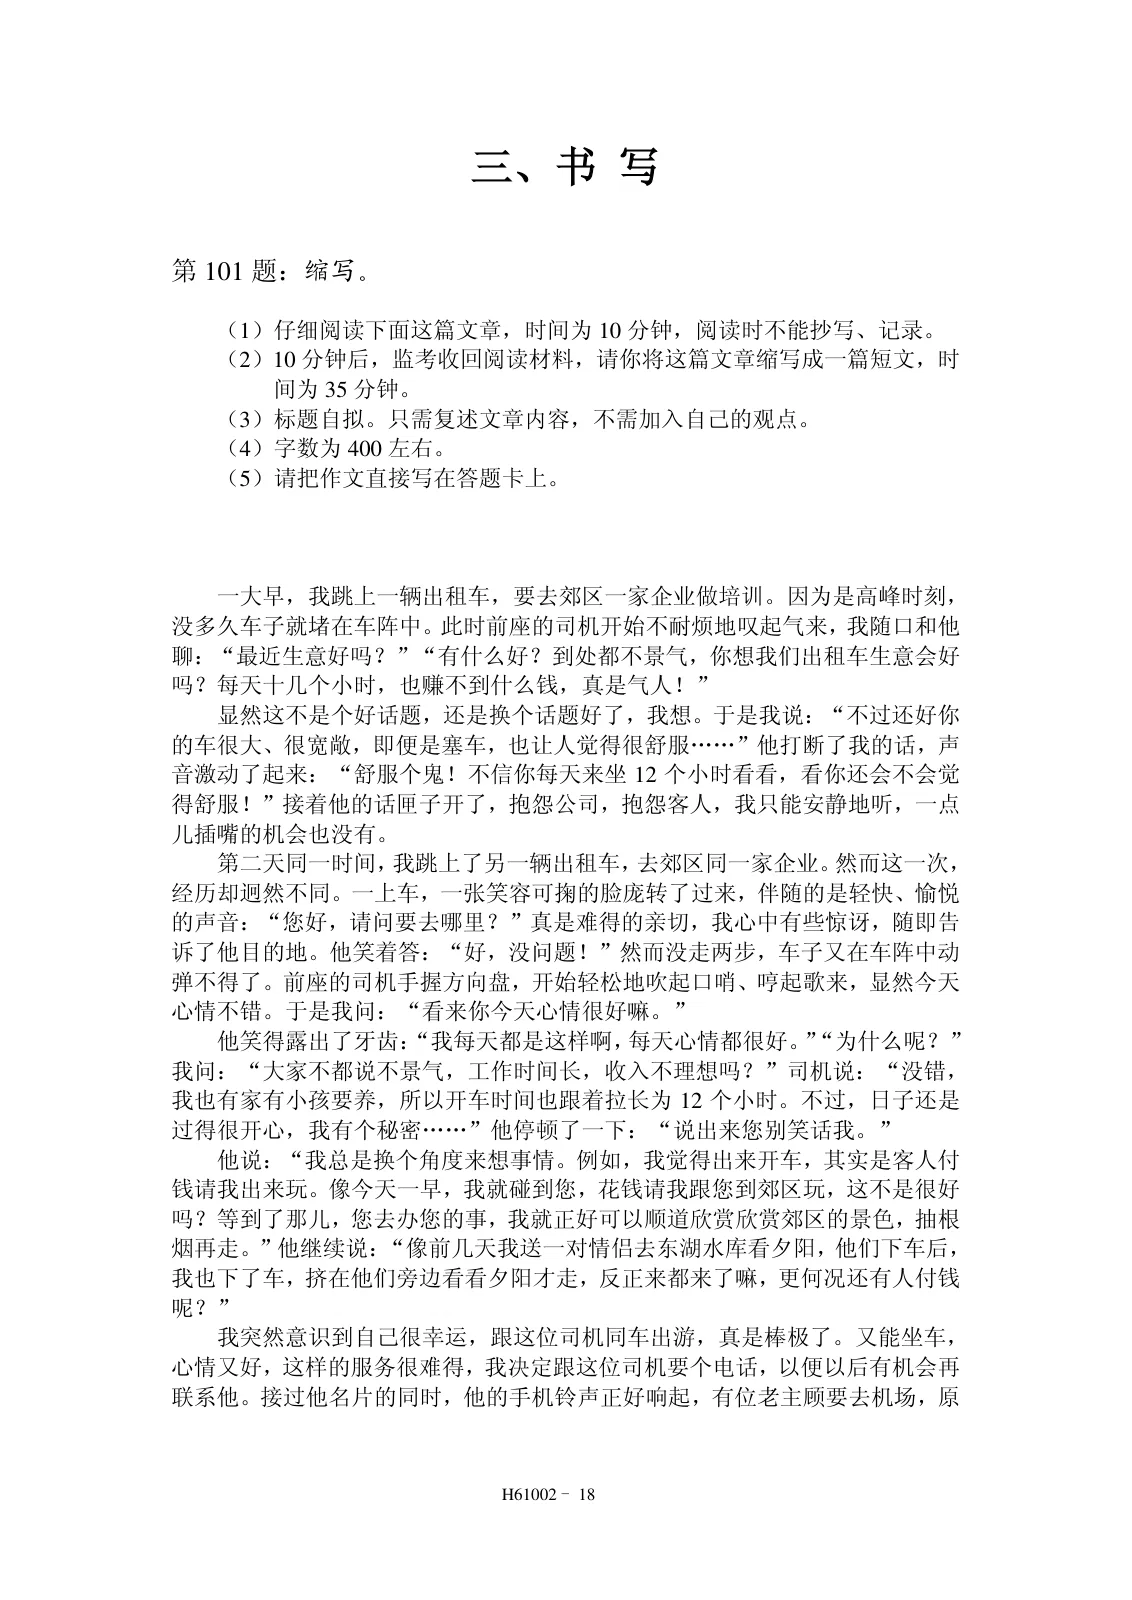 三、书 写
第 101 题：缩写。
（1）仔细阅读下面这篇文章，时间为 10 分钟，阅读时不能抄写、记录。
（2）10 分钟后，监考收回阅读材料，请你将这篇文章缩写成一篇短文，时
间为 35 分钟。
（3）标题自拟。只需复述文章内容，不需加入自己的观点。
（4）字数为 400 左右。
（5）请把作文直接写在答题卡上。
一大早，我跳上一辆出租车，要去郊区一家企业做培训。因为是高峰时刻，
没多久车子就堵在车阵中。此时前座的司机开始不耐烦地叹起气来，我随口和他
聊：“最近生意好吗？”“有什么好？到处都不景气，你想我们出租车生意会好
吗？每天十几个小时，也赚不到什么钱，真是气人！”
显然这不是个好话题，还是换个话题好了，我想。于是我说：“不过还好你
的车很大、很宽敞，即便是塞车，也让人觉得很舒服……”他打断了我的话，声
音激动了起来：“舒服个鬼！不信你每天来坐 12 个小时看看，看你还会不会觉
得舒服！”接着他的话匣子开了，抱怨公司，抱怨客人，我只能安静地听，一点
儿插嘴的机会也没有。
第二天同一时间，我跳上了另一辆出租车，去郊区同一家企业。然而这一次，
经历却迥然不同。一上车，一张笑容可掬的脸庞转了过来，伴随的是轻快、愉悦
的声音：“您好，请问要去哪里？”真是难得的亲切，我心中有些惊讶，随即告
诉了他目的地。他笑着答：“好，没问题！”然而没走两步，车子又在车阵中动
弹不得了。前座的司机手握方向盘，开始轻松地吹起口哨、哼起歌来，显然今天
心情不错。于是我问：“看来你今天心情很好嘛。”
他笑得露出了牙齿：“我每天都是这样啊，每天心情都很好。”“为什么呢？”
我问：“大家不都说不景气，工作时间长，收入不理想吗？”司机说：“没错，
我也有家有小孩要养，所以开车时间也跟着拉长为 12 个小时。不过，日子还是
过得很开心，我有个秘密……”他停顿了一下：“说出来您别笑话我。”
他说：“我总是换个角度来想事情。例如，我觉得出来开车，其实是客人付
钱请我出来玩。像今天一早，我就碰到您，花钱请我跟您到郊区玩，这不是很好
吗？等到了那儿，您去办您的事，我就正好可以顺道欣赏欣赏郊区的景色，抽根
烟再走。”他继续说：“像前几天我送一对情侣去东湖水库看夕阳，他们下车后，
我也下了车，挤在他们旁边看看夕阳才走，反正来都来了嘛，更何况还有人付钱
呢？”
我突然意识到自己很幸运，跟这位司机同车出游，真是棒极了。又能坐车，
心情又好，这样的服务很难得，我决定跟这位司机要个电话，以便以后有机会再
联系他。接过他名片的同时，他的手机铃声正好响起，有位老主顾要去机场，原
H61002﹣ 18